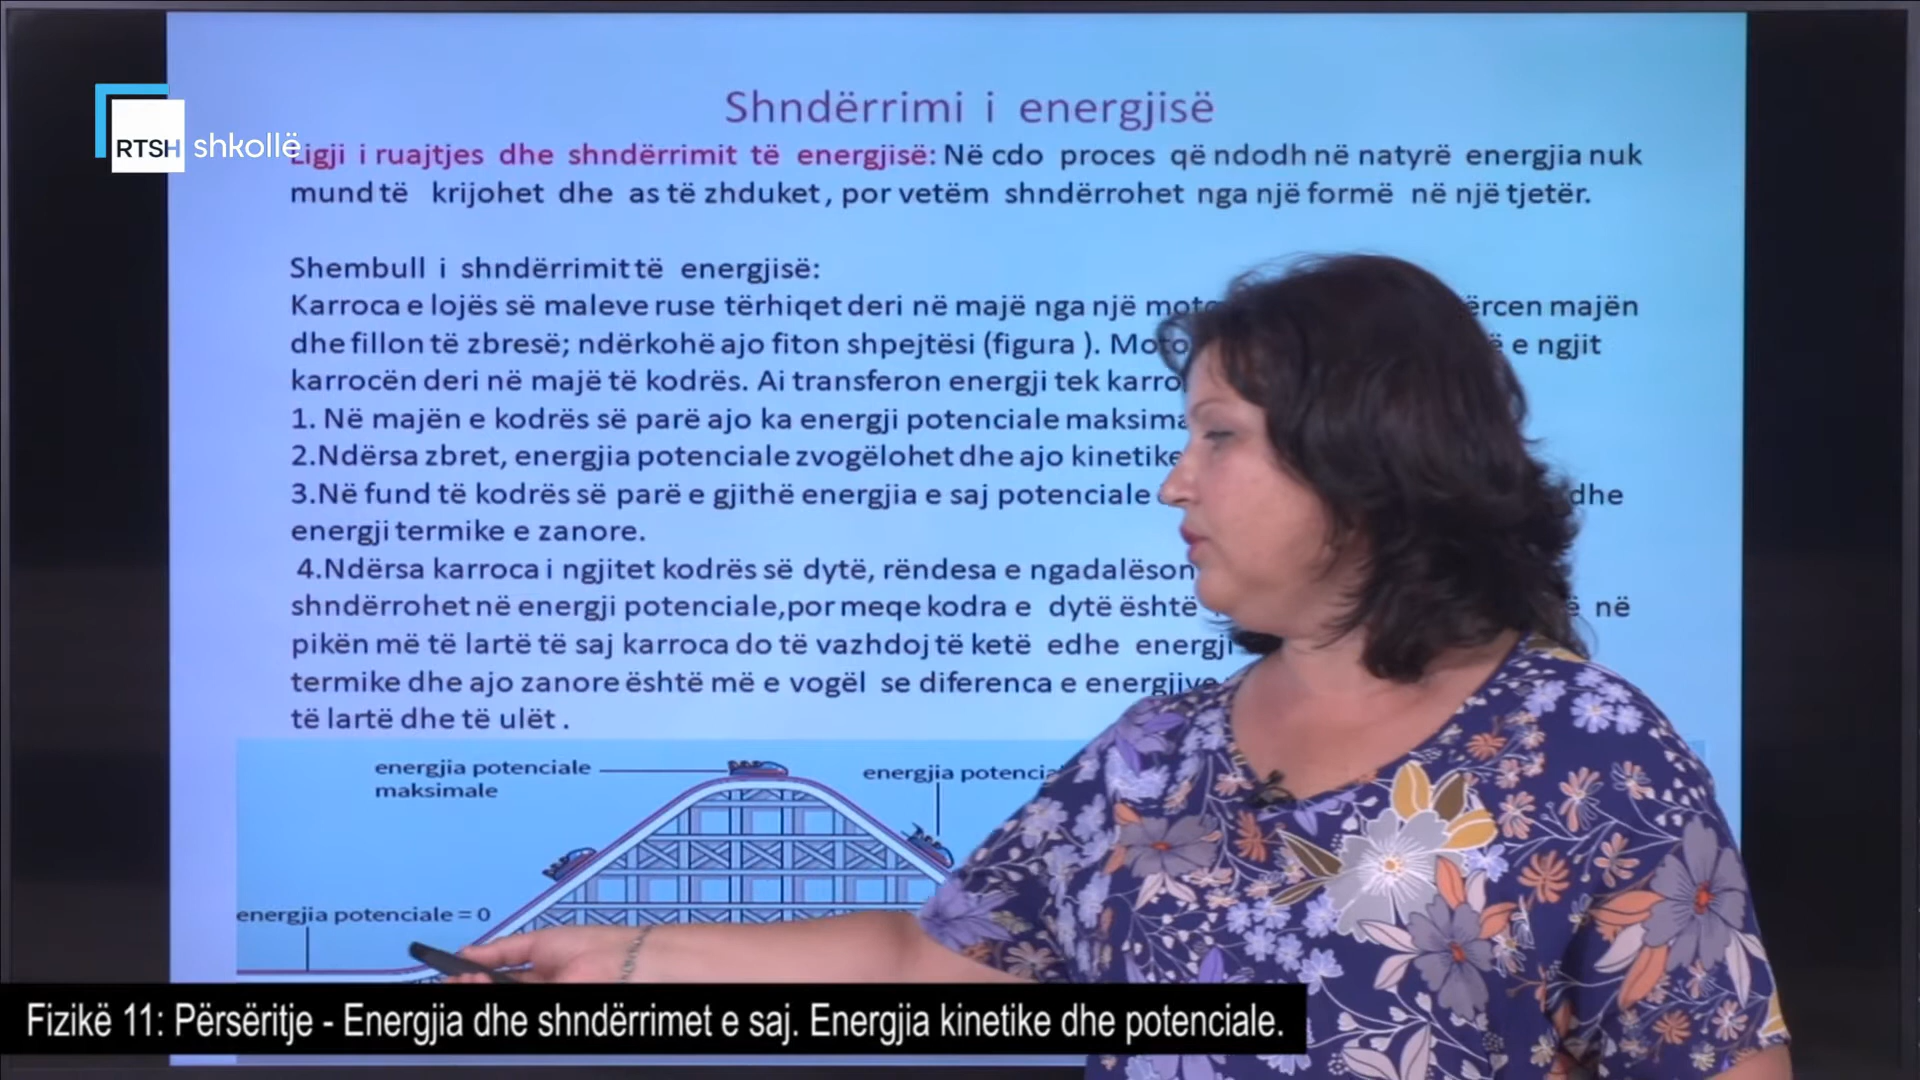 Shndërrimi i energjisë
RTSH shkollë
Ligji i ruajtjes dhe shndërrimit të energjisë: Në cdo proces që ndodh në natyrë energjia nuk
mund të krijohet dhe as të zhduket, por vetëm shndërrohet nga një formë në një tjetër.
Shembull i shndërrimit të energjisë:
Karroca e lojës së maleve ruse tërhiqet deri në majë nga një moto ërcen majën
dhe fillon të zbresë; ndërkohë ajo fiton shpejtësi (figura ). Moto ë e ngjit
karrocën deri në majë të kodrës. Ai transferon energji tek karro
1. Në majën e kodrës së parë ajo ka energji potenciale maksima
2.Ndërsa zbret, energjia potenciale zvogëlohet dhe ajo kinetike
3.Në fund të kodrës së parë e gjithë energjia e saj potenciale dhe
energji termike e zanore.
4.Ndërsa karroca i ngjitet kodrës së dytë, rëndesa e ngadalëson
shndërrohet në energji potenciale,por meqe kodra e dytë është ë në
pikën më të lartë të saj karroca do të vazhdoj të ketë edhe energji
termike dhe ajo zanore është më e vogël se diferenca e energjive
të lartë dhe të ulët .
energjia potenciale
maksimale
energjia potencia
energjia potenciale = 0
Fizikë 11: Përsëritje - Energjia dhe shndërrimet e saj. Energjia kinetike dhe potenciale.